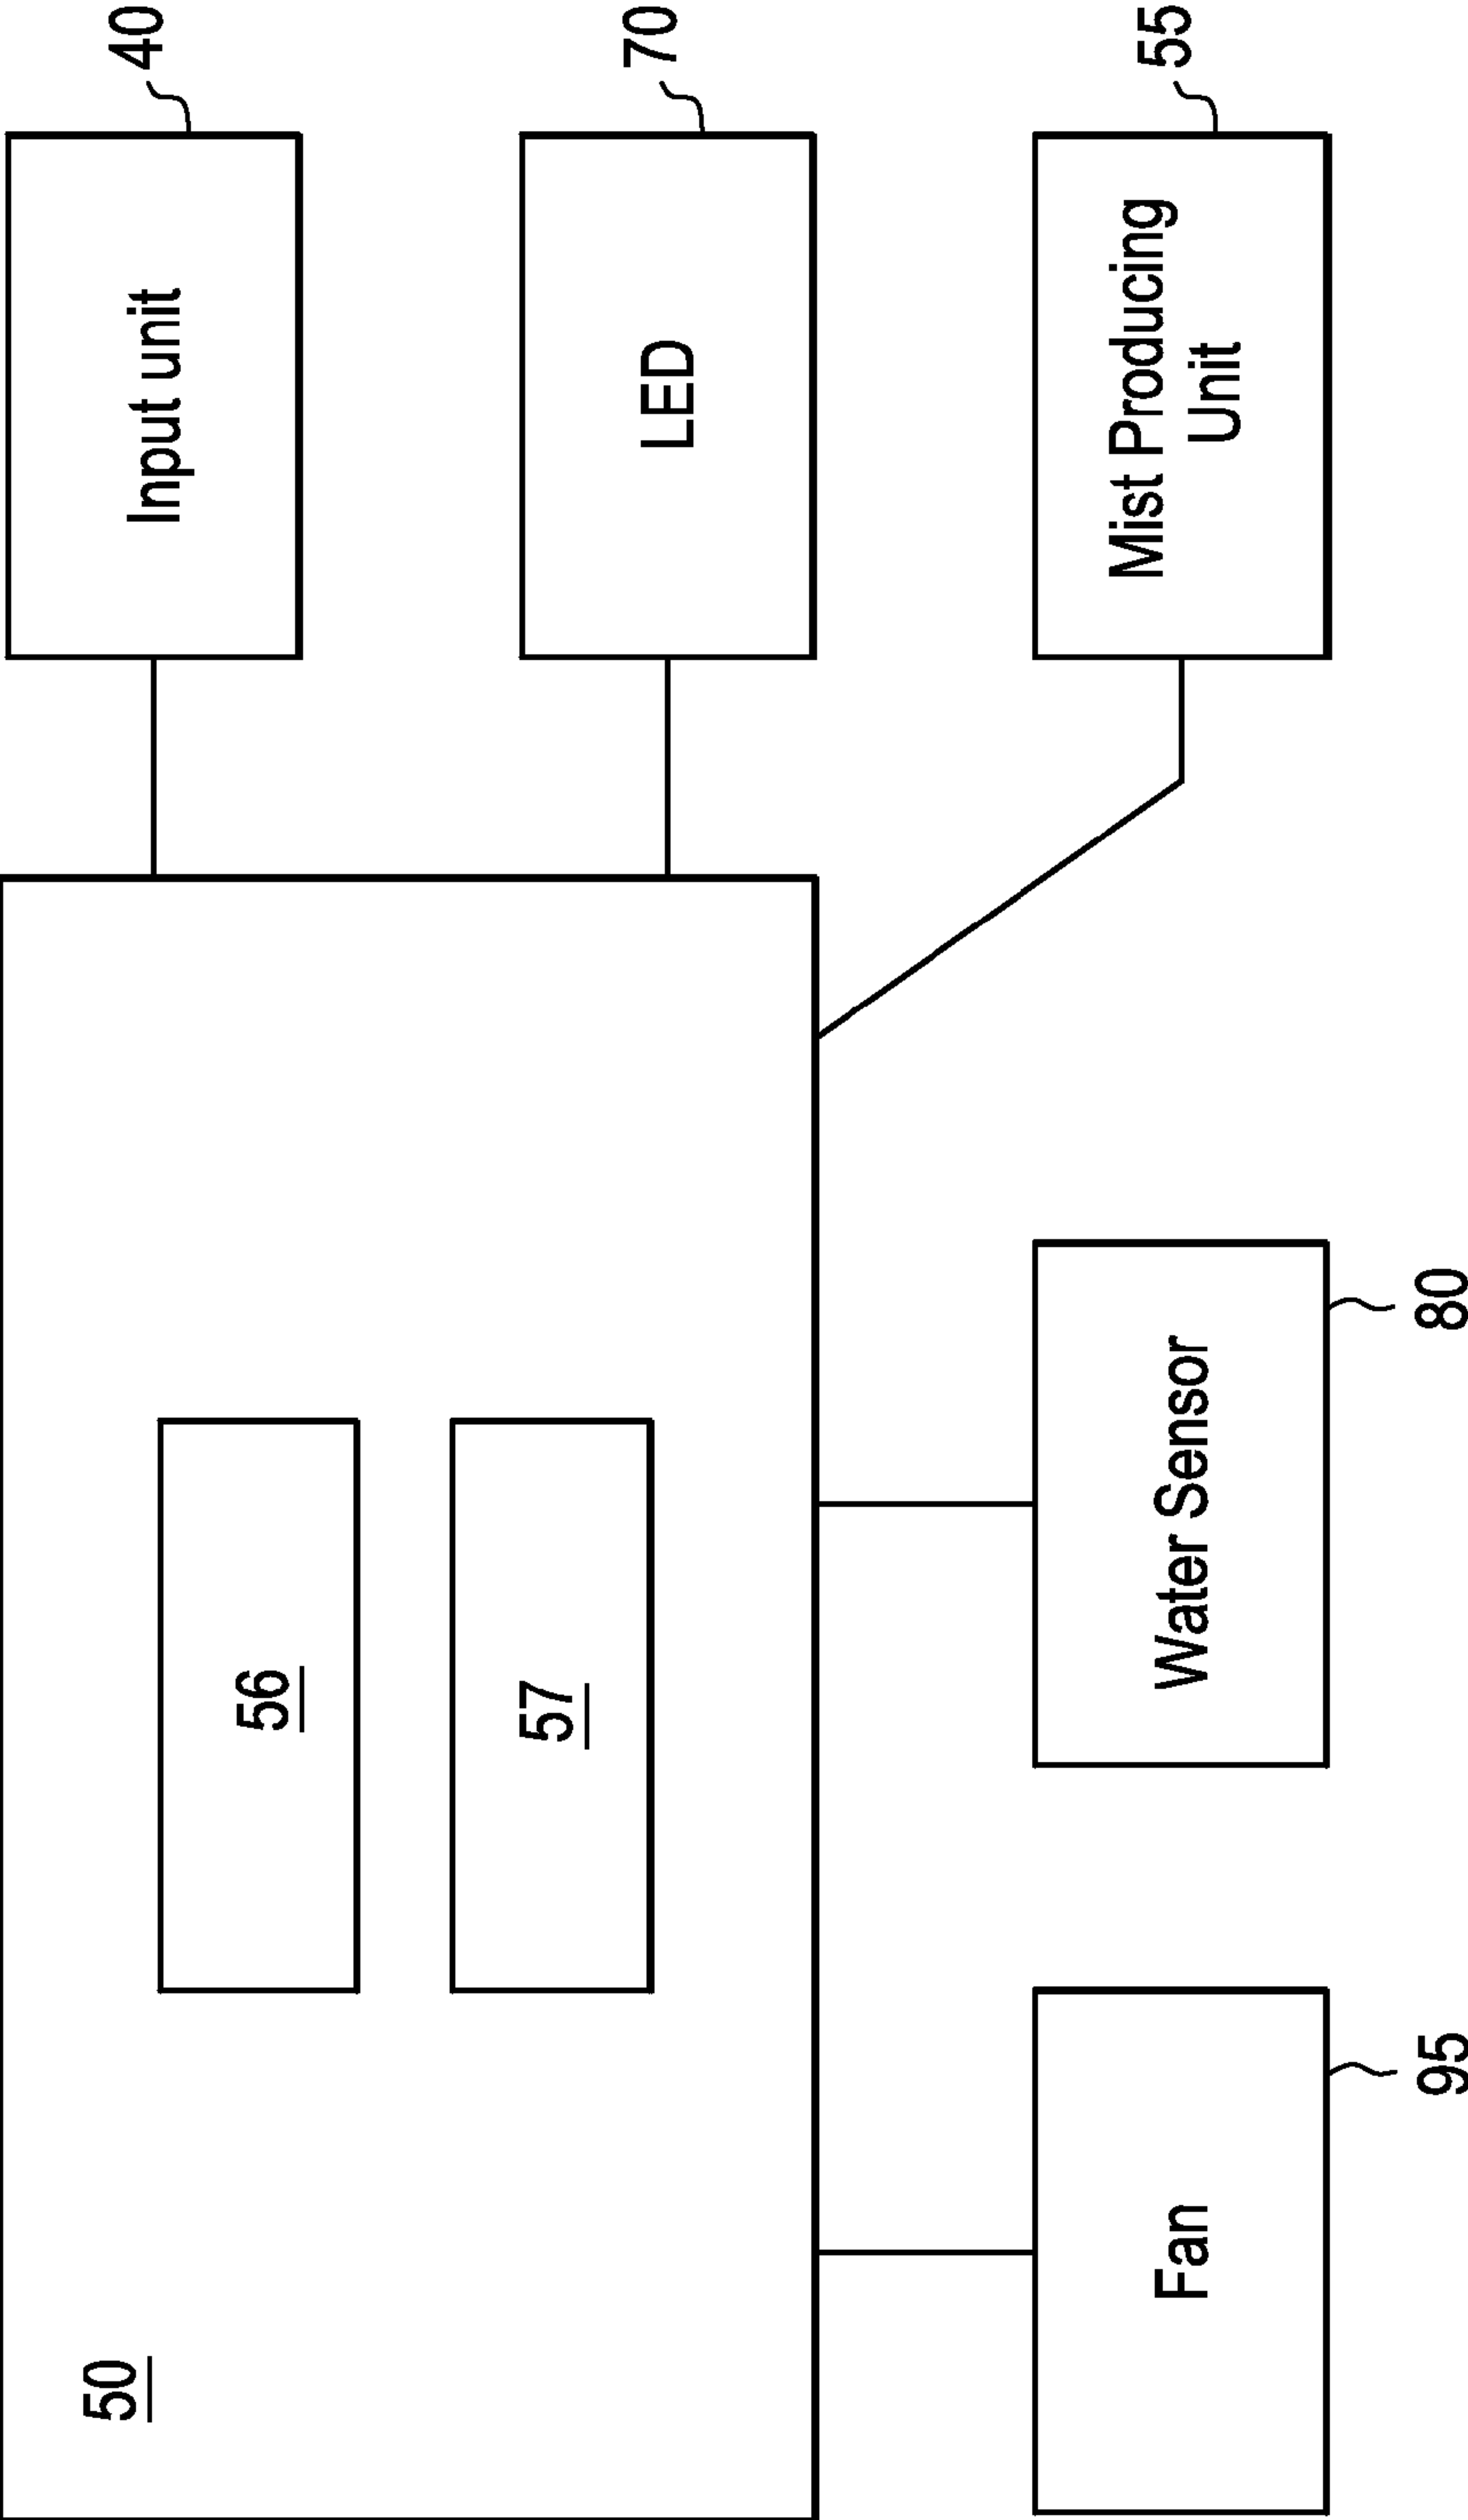 50
56
57
Input unit
40
LED
70
Mist Producing
Unit
55
Fan
95
Water Sensor
80